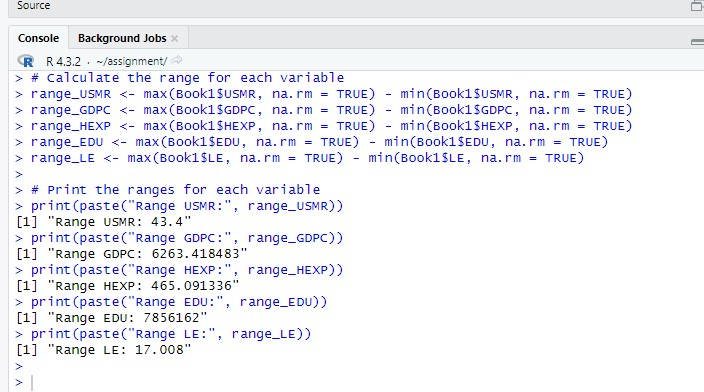 Source
Console Background Jobs
R 4.3.2 · ~/assignment/
> # Calculate the range for each variable
> range_USMR <- max(Book1$USMR, na.rm = TRUE) - min(Book1$USMR, na.rm = TRUE)
> range_GDPC <- max(Book1$GDPC, na.rm = TRUE) - min(Book1$GDPC, na.rm = TRUE)
> range_HEXP <- max(Book1$HEXP, na.rm = TRUE) - min(Book1$HEXP, na.rm = TRUE)
> range_EDU <- max(Book1$EDU, na.rm = TRUE) - min(Book1$EDU, na.rm = TRUE)
> range_LE <- max(Book1$LE, na.rm = TRUE) - min(Book1$LE, na.rm = TRUE)
>
> # Print the ranges for each variable
> print(paste("Range USMR:", range_USMR))
[1] "Range USMR: 43.4"
> print(paste("Range GDPC:", range_GDPC))
[1] "Range GDPC: 6263.418483"
> print(paste("Range HEXP:", range_HEXP))
[1] "Range HEXP: 465.091336"
> print(paste("Range EDU:", range_EDU))
[1] "Range EDU: 7856162"
> print(paste("Range LE:", range_LE))
[1] "Range LE: 17.008"
>
>